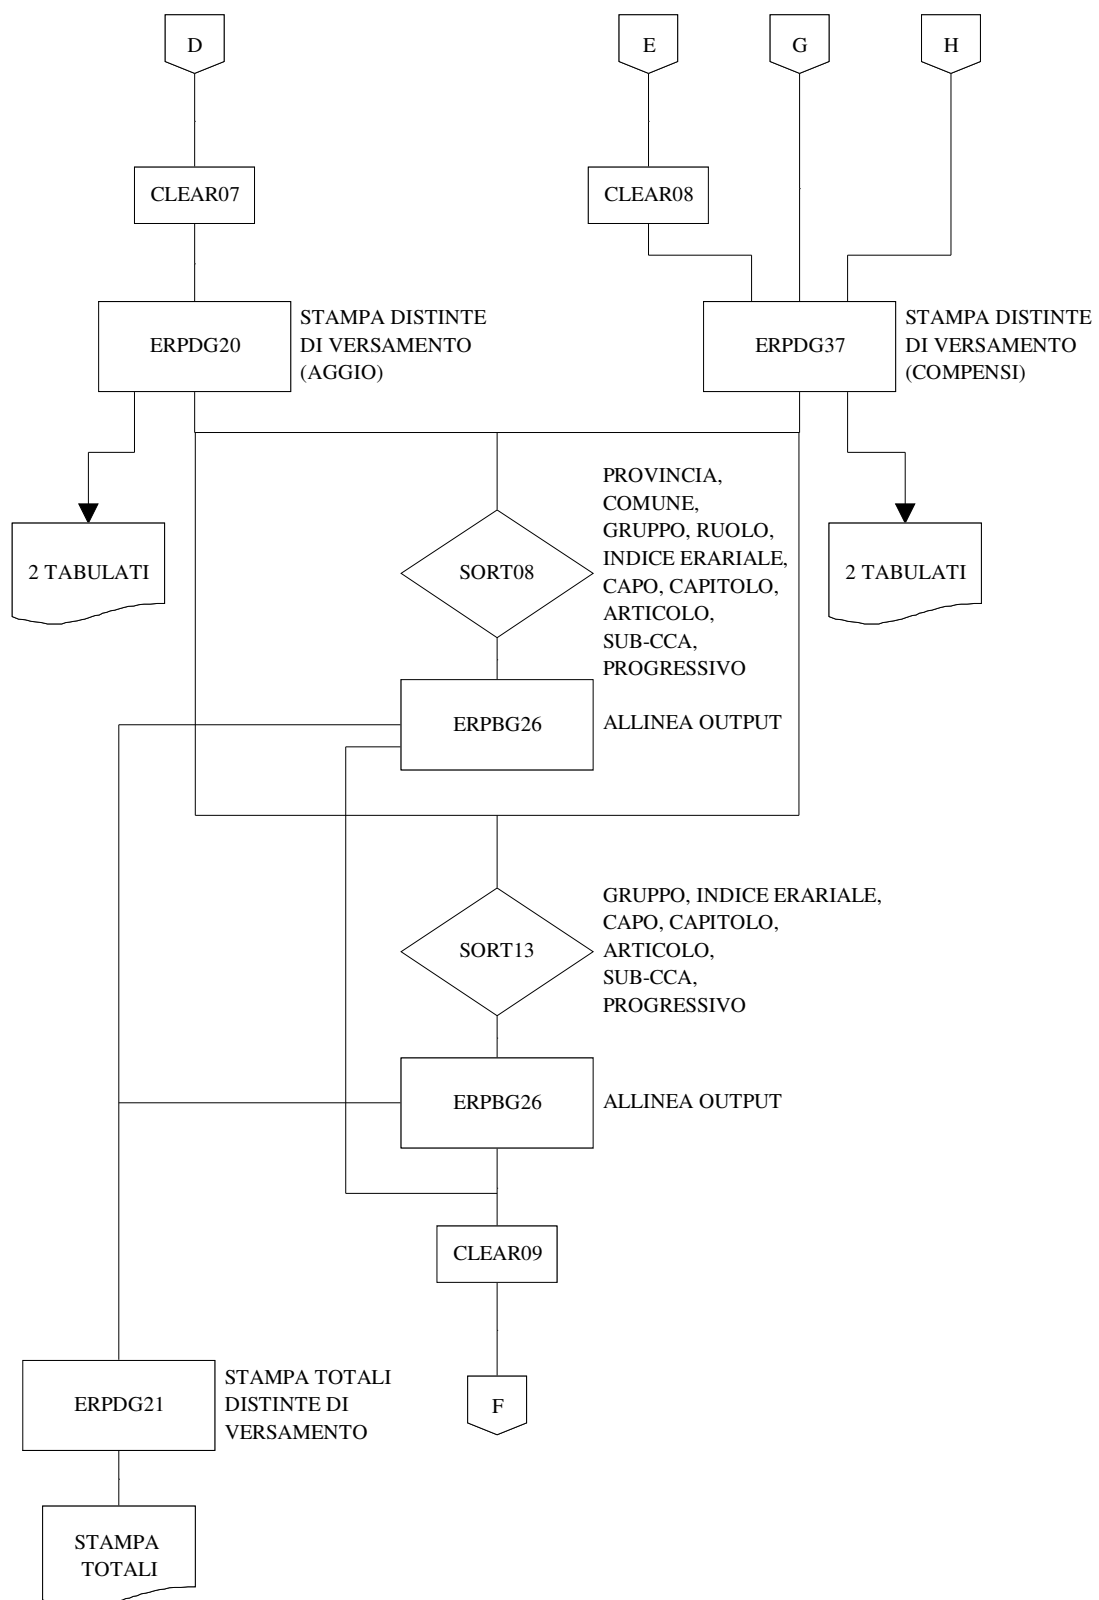 D
E
G
H
CLEAR07
CLEAR08
ERPDG20
STAMPA DISTINTE
DI VERSAMENTO
(AGGIO)
ERPDG37
STAMPA DISTINTE
DI VERSAMENTO
(COMPENSI)
2 TABULATI
SORT08
PROVINCIA,
COMUNE,
GRUPPO, RUOLO,
INDICE ERARIALE,
CAPO, CAPITOLO,
ARTICOLO,
SUB-CCA,
PROGRESSIVO
2 TABULATI
ERPBG26
ALLINEA OUTPUT
SORT13
GRUPPO, INDICE ERARIALE,
CAPO, CAPITOLO,
ARTICOLO,
SUB-CCA,
PROGRESSIVO
ERPBG26
ALLINEA OUTPUT
CLEAR09
ERPDG21
STAMPA TOTALI
DISTINTE DI
VERSAMENTO
F
STAMPA
TOTALI